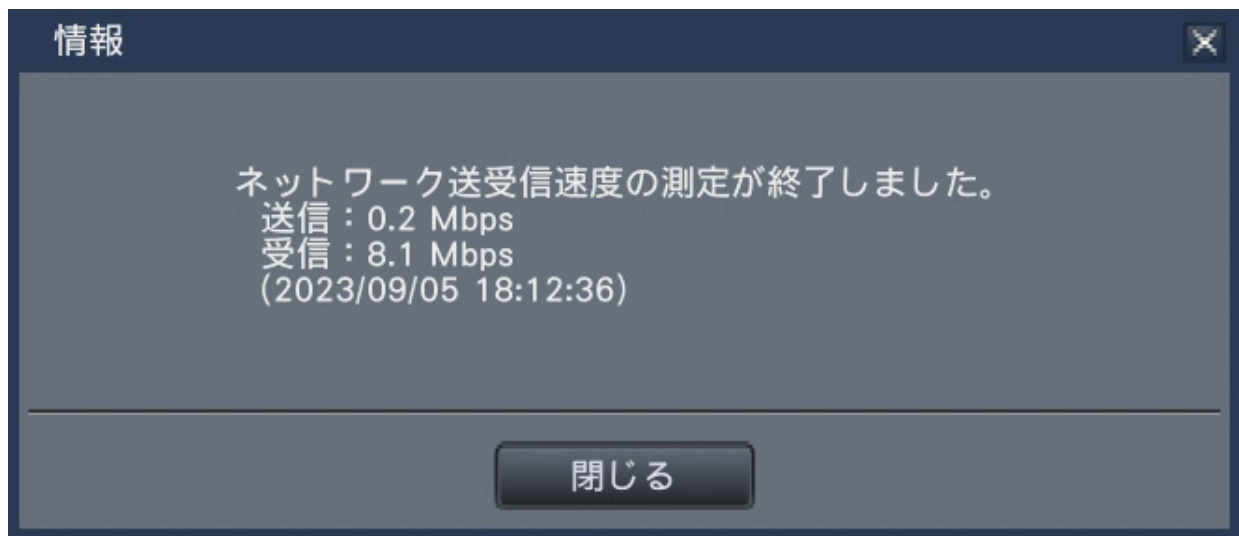 情報
ネットワーク送受信速度の測定が終了しました。
送信：0.2 Mbps
受信：8.1 Mbps
(2023/09/05 18:12:36)
閉じる